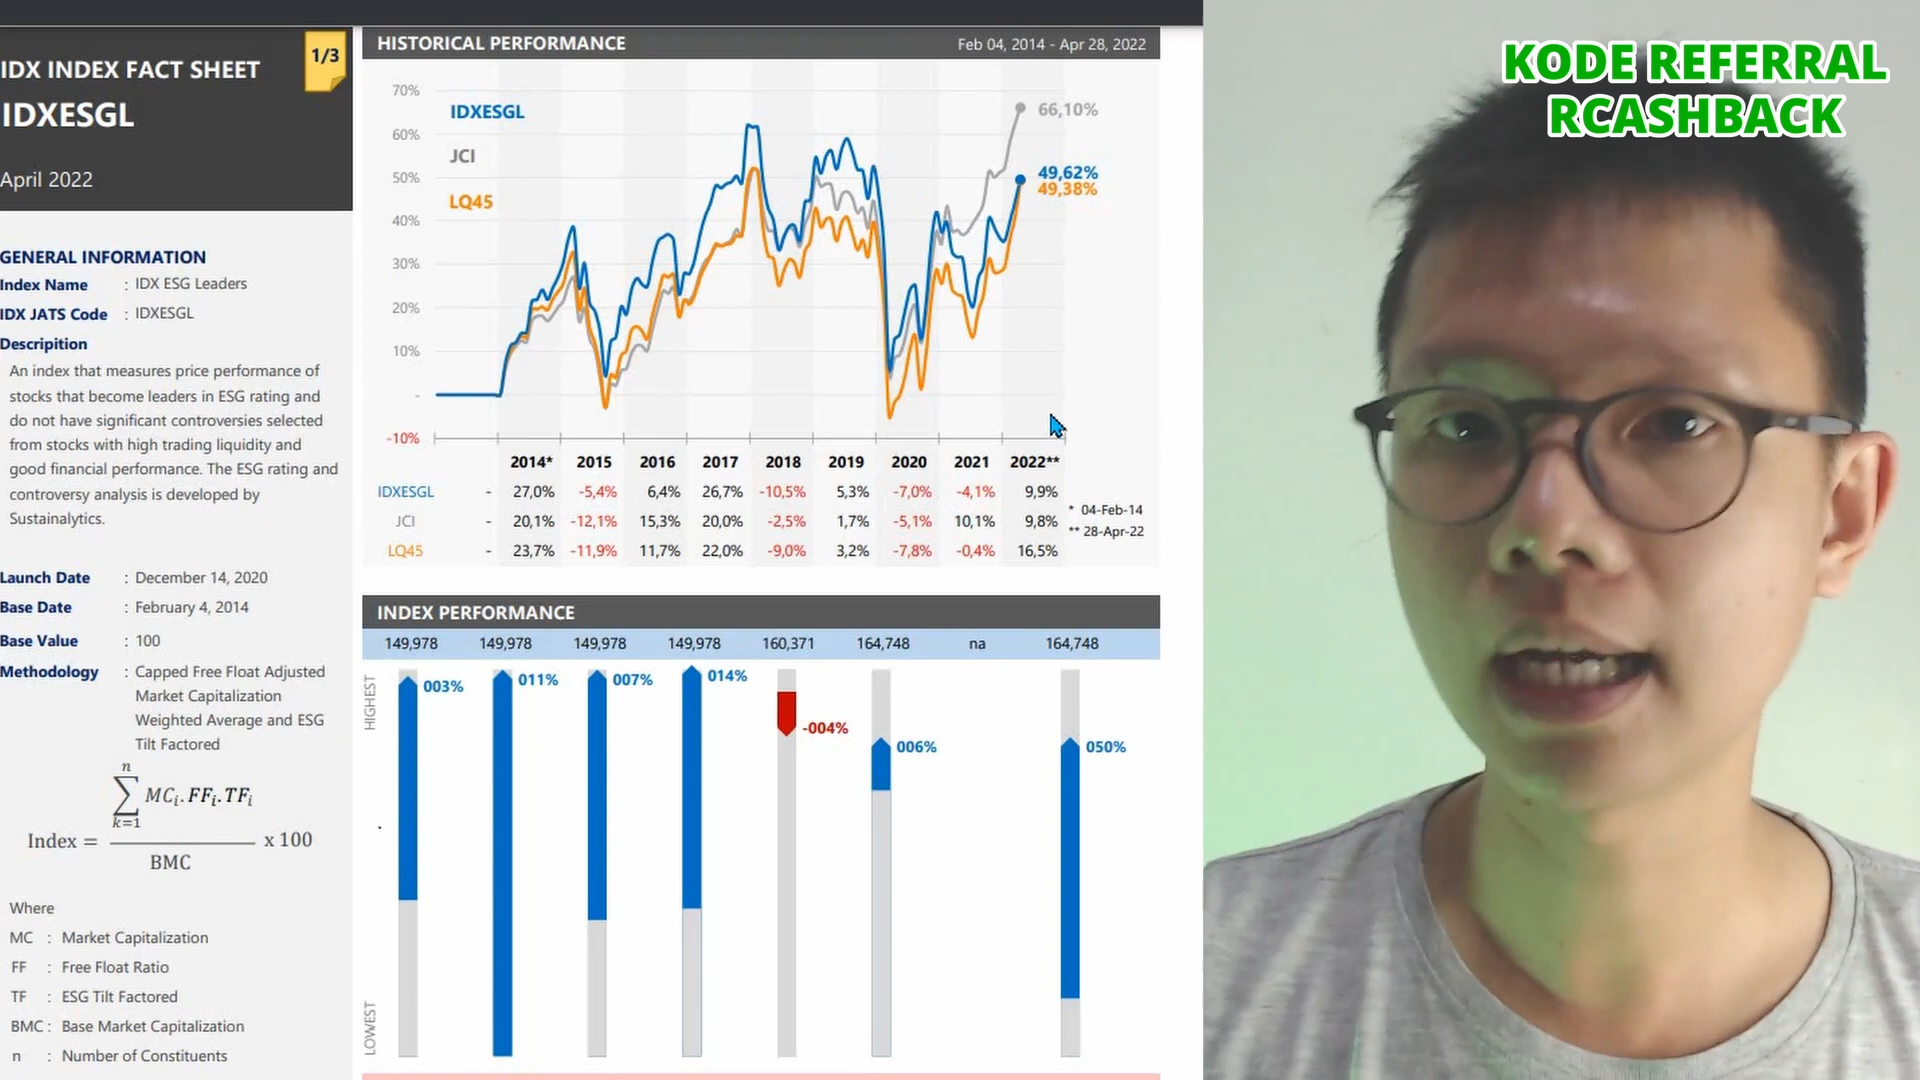 IDX INDEX FACT SHEET
1/3
IDXESGL
April 2022
GENERAL INFORMATION
Index Name : IDX ESG Leaders
IDX JATS Code : IDXESGL
Descripition
An index that measures price performance of
stocks that become leaders in ESG rating and
do not have significant controversies selected
from stocks with high trading liquidity and
good financial performance. The ESG rating and
controversy analysis is developed by
Sustainalytics.
Launch Date : December 14, 2020
Base Date : February 4, 2014
Base Value : 100
Methodology : Capped Free Float Adjusted
Market Capitalization
Weighted Average and ESG
Tilt Factored
n
∑ MCi.FFi.TFi
k=1
Index = x 100
BMC
Where
MC : Market Capitalization
FF : Free Float Ratio
TF : ESG Tilt Factored
BMC : Base Market Capitalization
n : Number of Constituents
HISTORICAL PERFORMANCE Feb 04, 2014 - Apr 28, 2022
70%
60%
50%
40%
30%
20%
10%
-
-10%
IDXESGL
JCI
LQ45
66,10%
49,62%
49,38%
2014* 2015 2016 2017 2018 2019 2020 2021 2022**
IDXESGL - 27,0% -5,4% 6,4% 26,7% -10,5% 5,3% -7,0% -4,1% 9,9%
JCI - 20,1% -12,1% 15,3% 20,0% -2,5% 1,7% -5,1% 10,1% 9,8%
LQ45 - 23,7% -11,9% 11,7% 22,0% -9,0% 3,2% -7,8% -0,4% 16,5%
* 04-Feb-14
** 28-Apr-22
INDEX PERFORMANCE
149,978 149,978 149,978 149,978 160,371 164,748 na 164,748
HIGHEST
003% 011% 007% 014% -004% 006% 050%
LOWEST
KODE REFERRAL
RCASHBACK